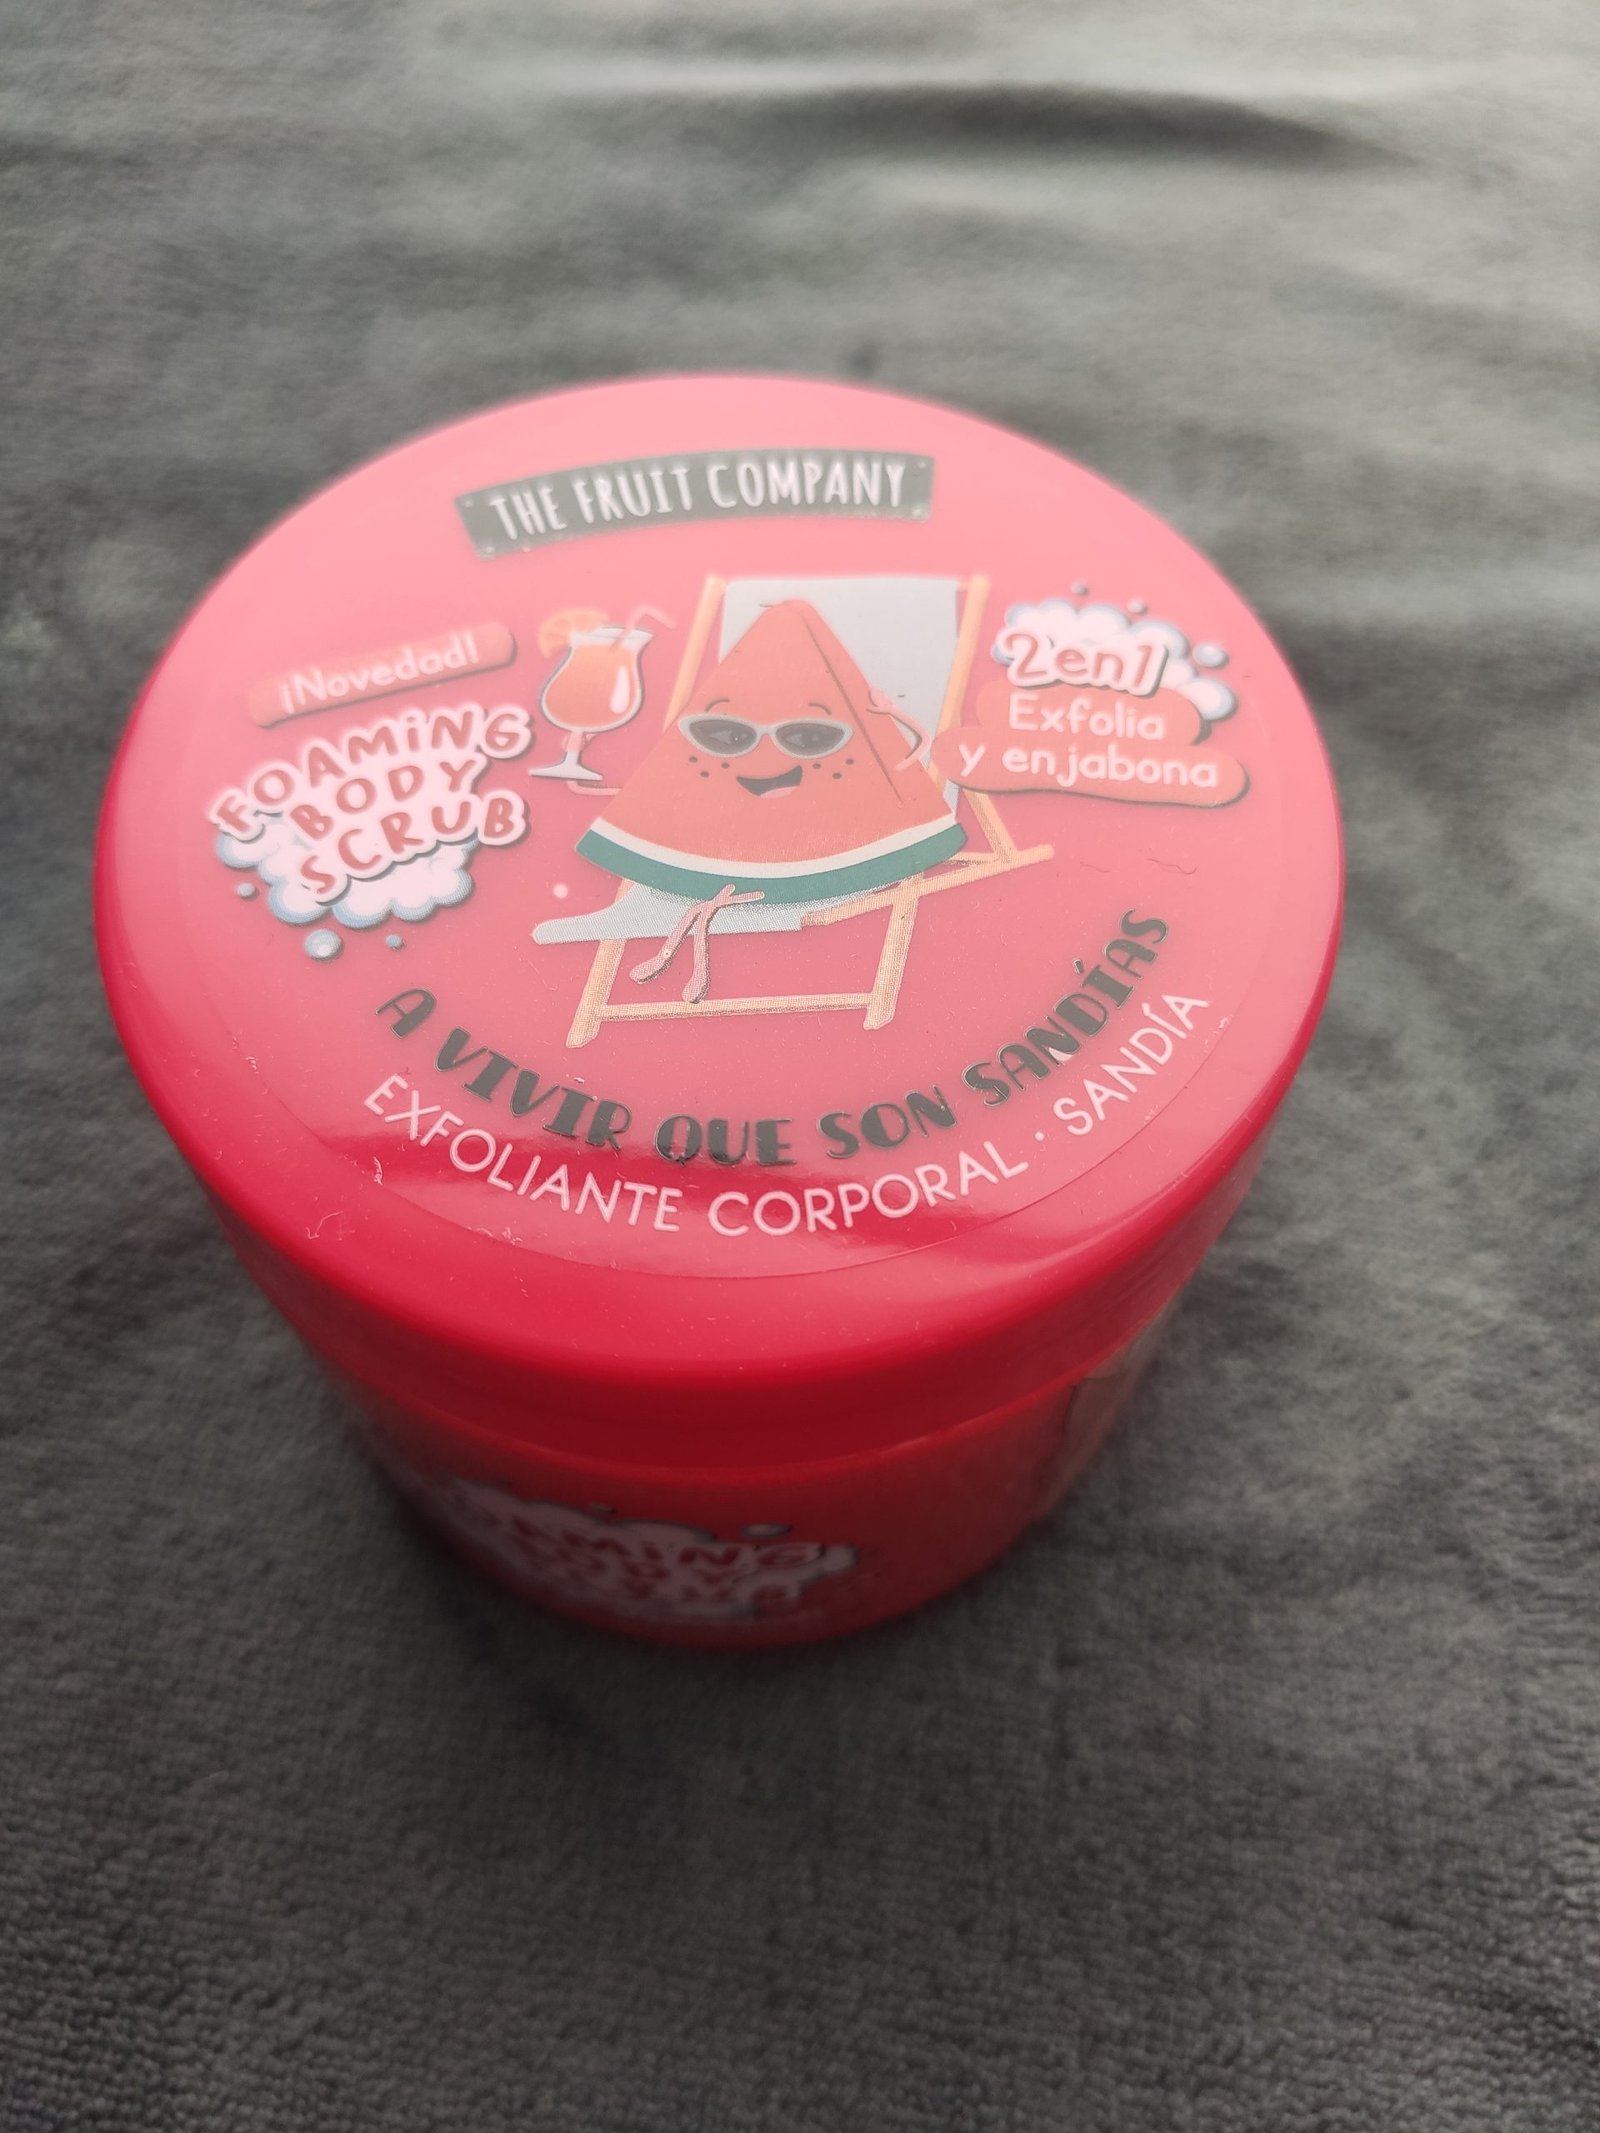 THE FRUIT COMPANY
¡Novedad!
FOAMiNG
BODY
SCRUB
2en1
Exfolia
y enjabona
A VIVIR QUE SON SANDÍAS
EXFOLIANTE CORPORAL · SANDÍA